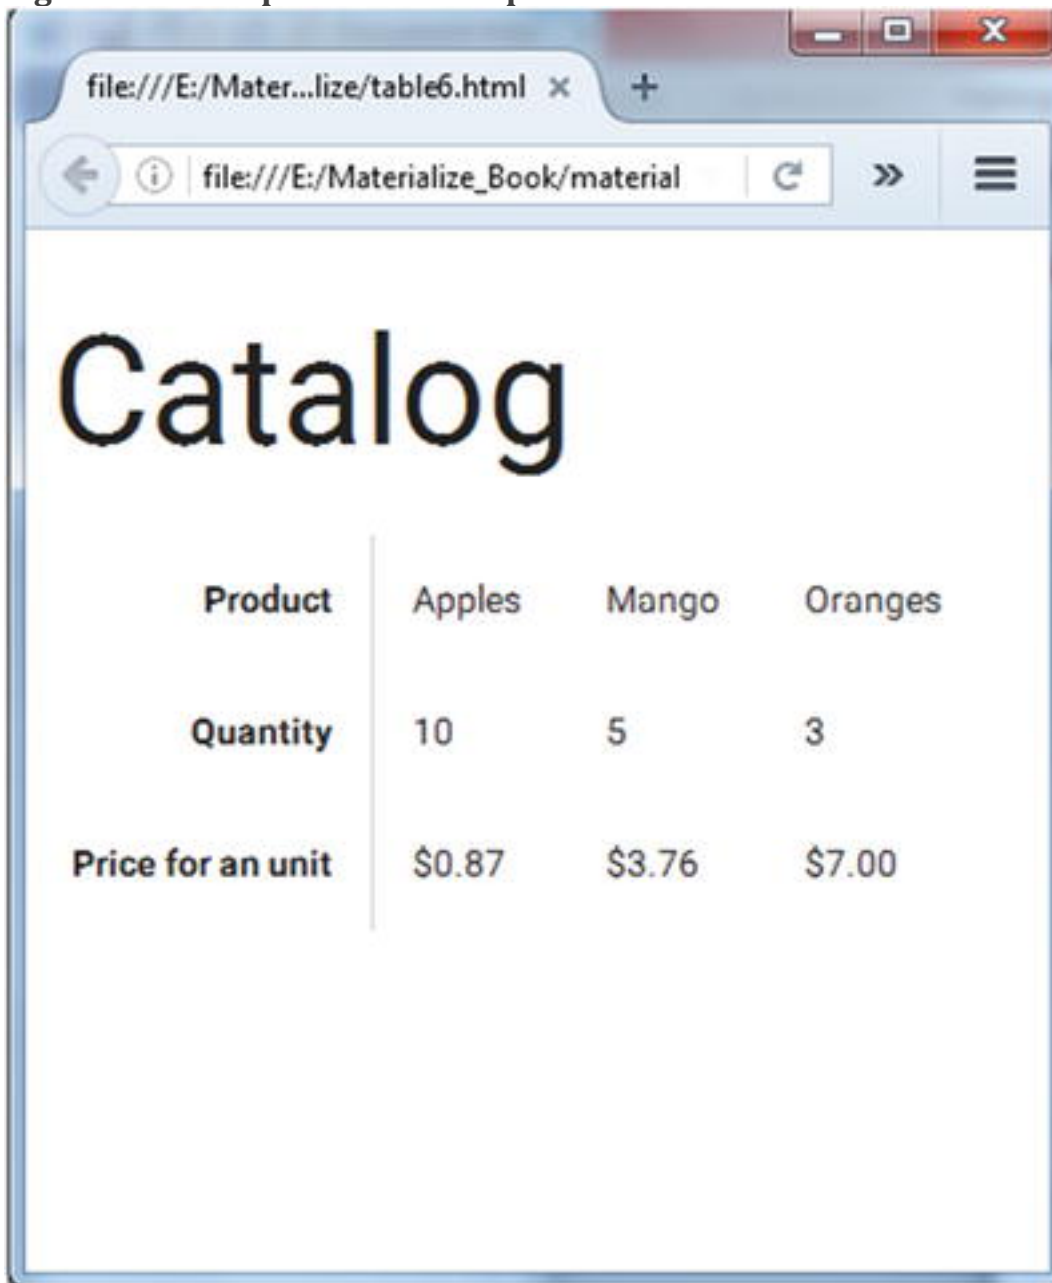 file:///E:/Mater...lize/table6.html
file:///E:/Materialize_Book/material
Catalog
Product Apples Mango Oranges
Quantity 10 5 3
Price for an unit $0.87 $3.76 $7.00